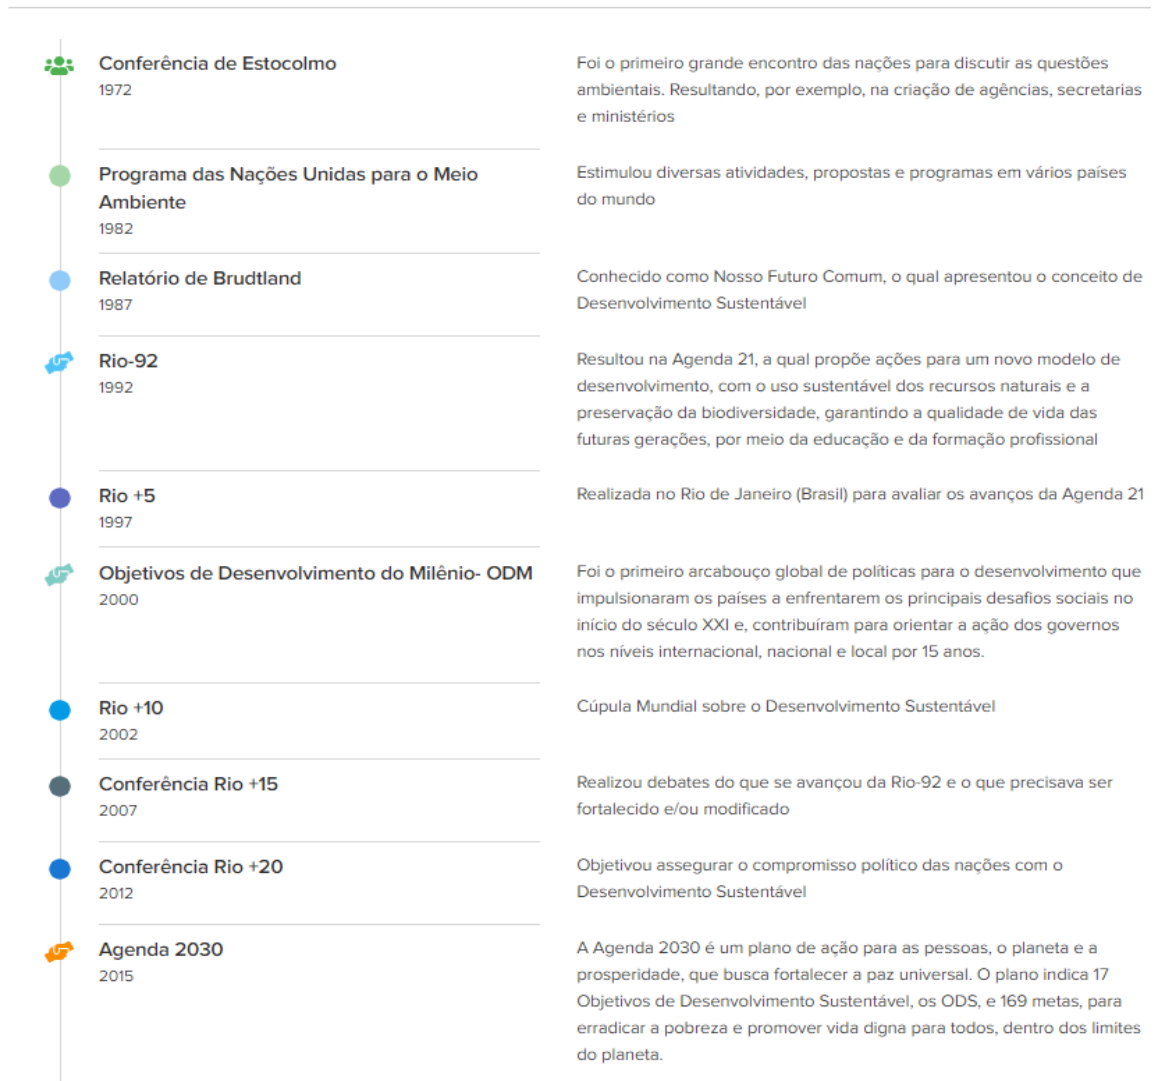 Conferência de Estocolmo
1972
Foi o primeiro grande encontro das nações para discutir as questões
ambientais. Resultando, por exemplo, na criação de agências, secretarias
e ministérios
Programa das Nações Unidas para o Meio
Ambiente
1982
Estimulou diversas atividades, propostas e programas em vários países
do mundo
Relatório de Brudtland
1987
Conhecido como Nosso Futuro Comum, o qual apresentou o conceito de
Desenvolvimento Sustentável
Rio-92
1992
Resultou na Agenda 21, a qual propõe ações para um novo modelo de
desenvolvimento, com o uso sustentável dos recursos naturais e a
preservação da biodiversidade, garantindo a qualidade de vida das
futuras gerações, por meio da educação e da formação profissional
Rio +5
1997
Realizada no Rio de Janeiro (Brasil) para avaliar os avanços da Agenda 21
Objetivos de Desenvolvimento do Milênio- ODM
2000
Foi o primeiro arcabouço global de políticas para o desenvolvimento que
impulsionaram os países a enfrentarem os principais desafios sociais no
início do século XXI e, contribuíram para orientar a ação dos governos
nos níveis internacional, nacional e local por 15 anos.
Rio +10
2002
Cúpula Mundial sobre o Desenvolvimento Sustentável
Conferência Rio +15
2007
Realizou debates do que se avançou da Rio-92 e o que precisava ser
fortalecido e/ou modificado
Conferência Rio +20
2012
Objetivou assegurar o compromisso político das nações com o
Desenvolvimento Sustentável
Agenda 2030
2015
A Agenda 2030 é um plano de ação para as pessoas, o planeta e a
prosperidade, que busca fortalecer a paz universal. O plano indica 17
Objetivos de Desenvolvimento Sustentável, os ODS, e 169 metas, para
erradicar a pobreza e promover vida digna para todos, dentro dos limites
do planeta.